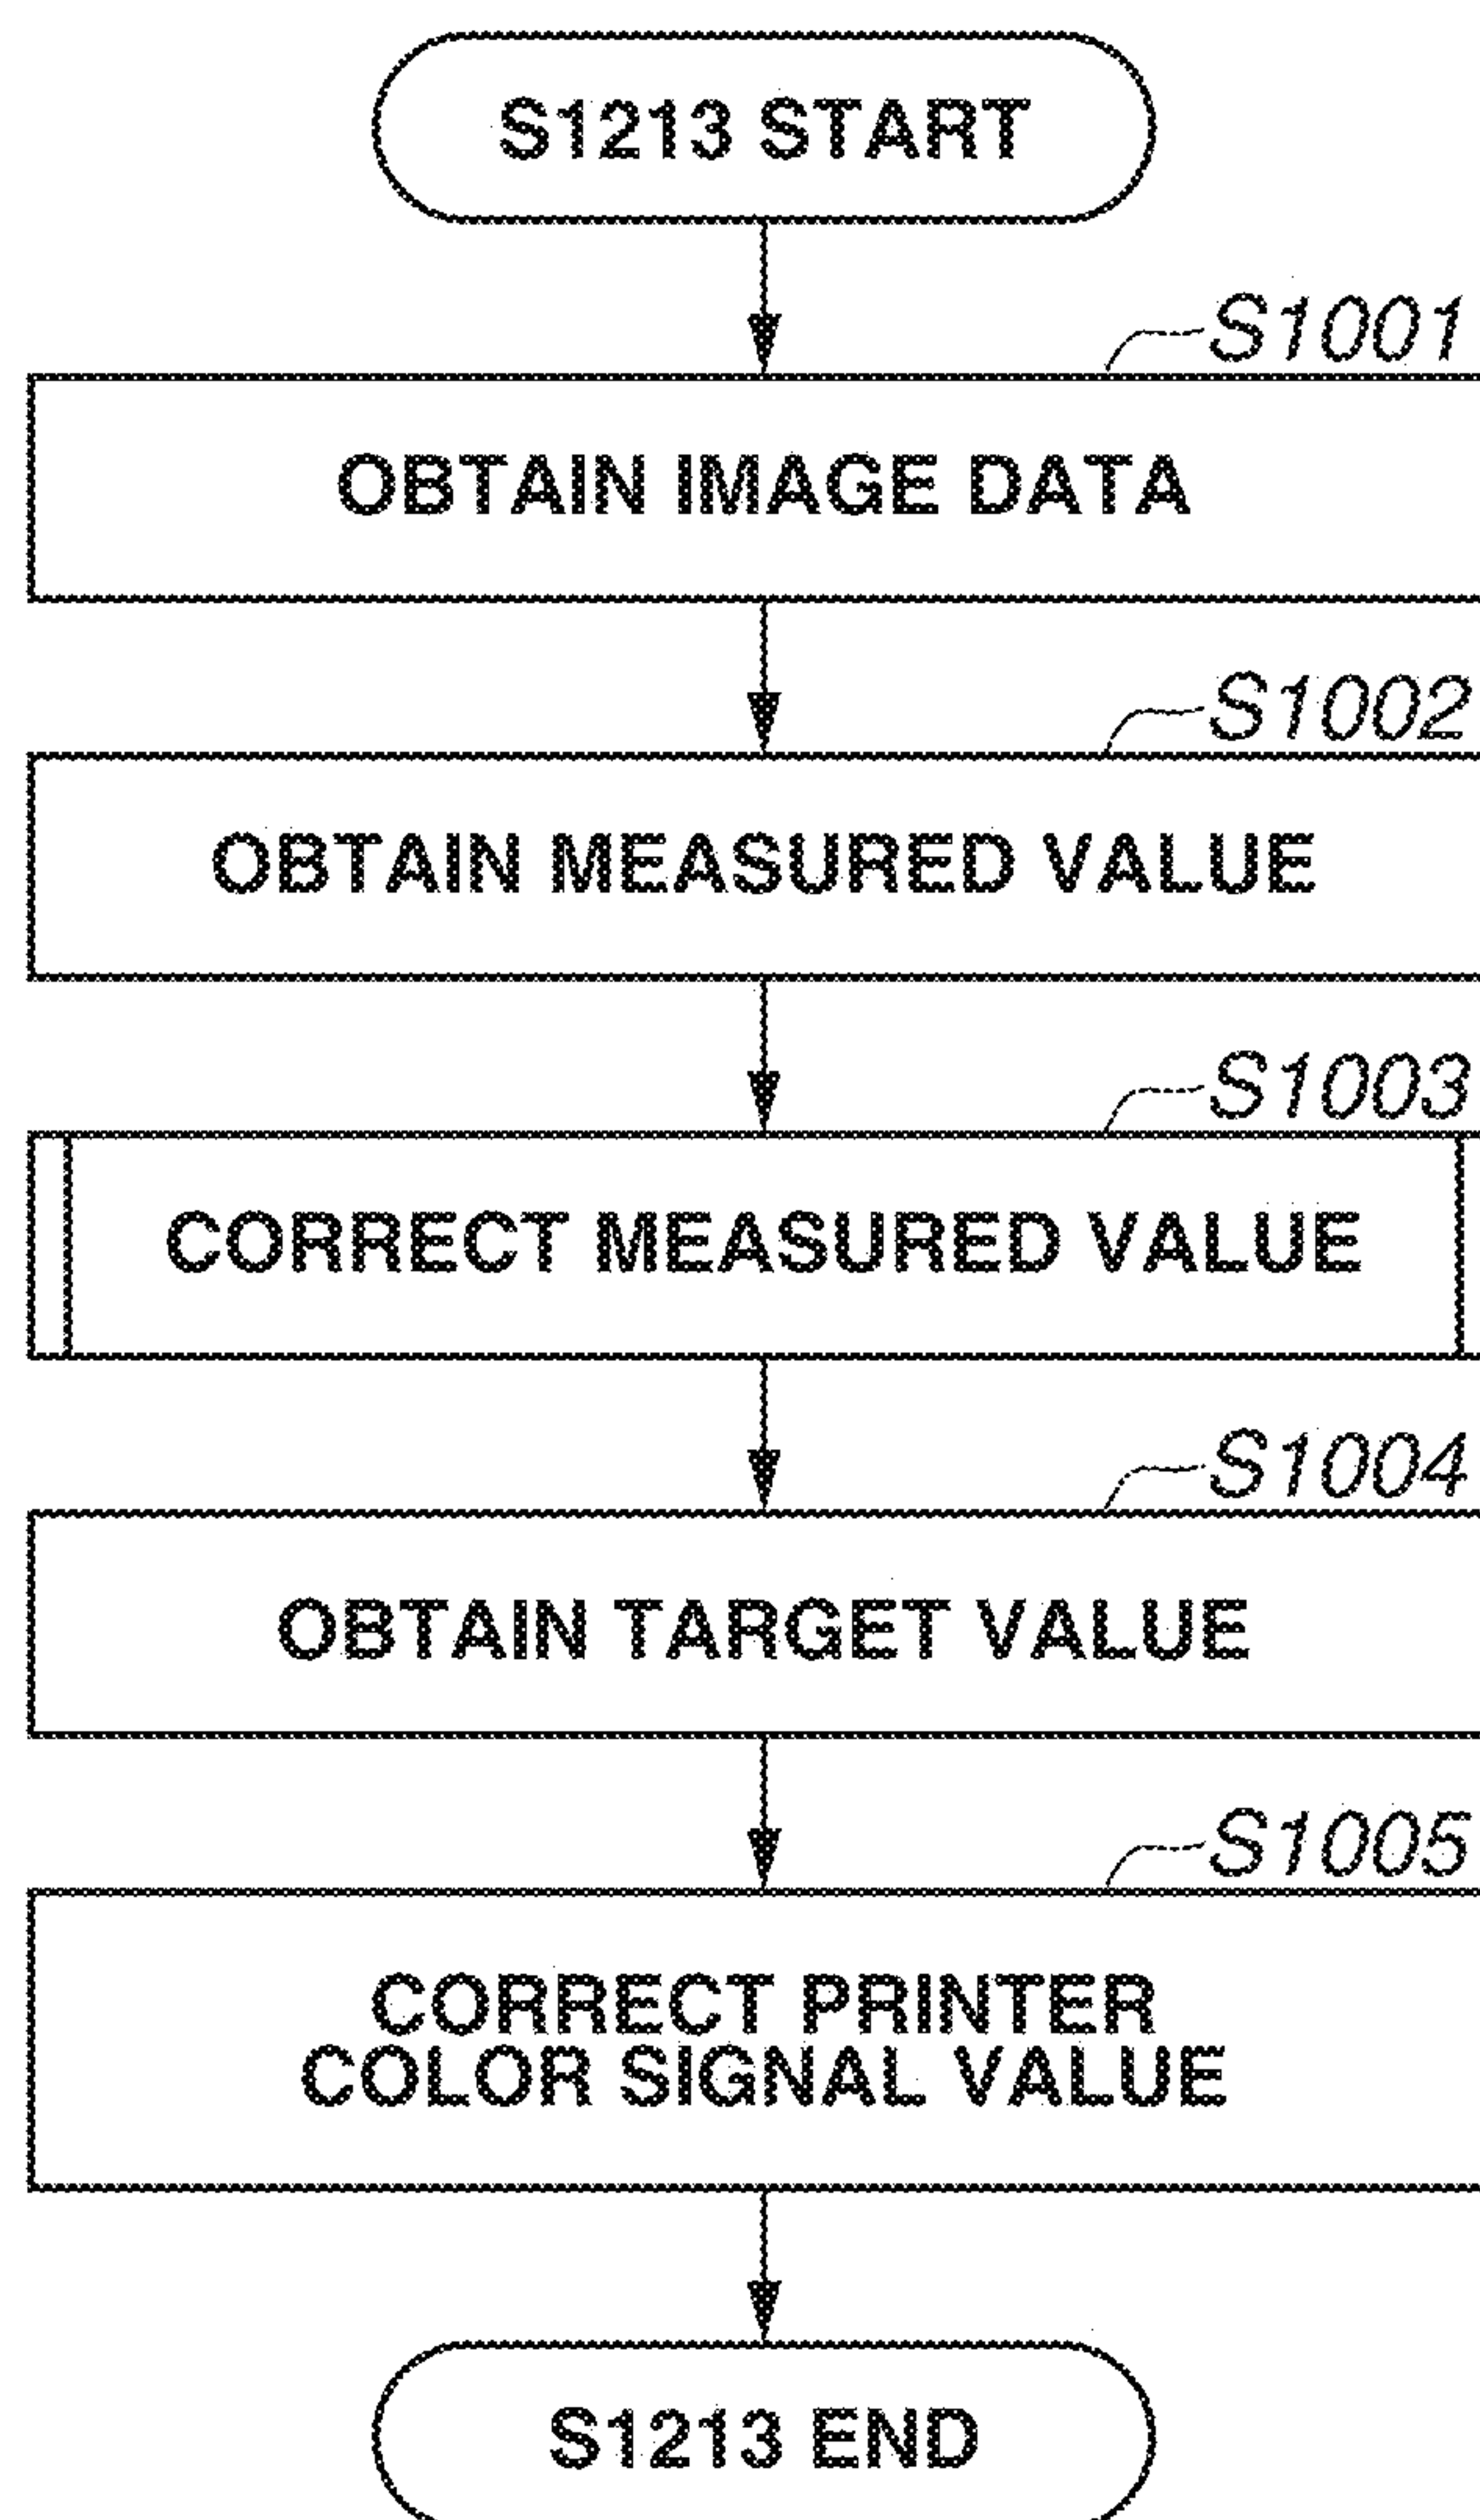 S1213 START
S1001
OBTAIN IMAGE DATA
S1002
OBTAIN MEASURED VALUE
S1003
CORRECT MEASURED VALUE
S1004
OBTAIN TARGET VALUE
S1005
CORRECT PRINTER
COLOR SIGNAL VALUE
S1213 END